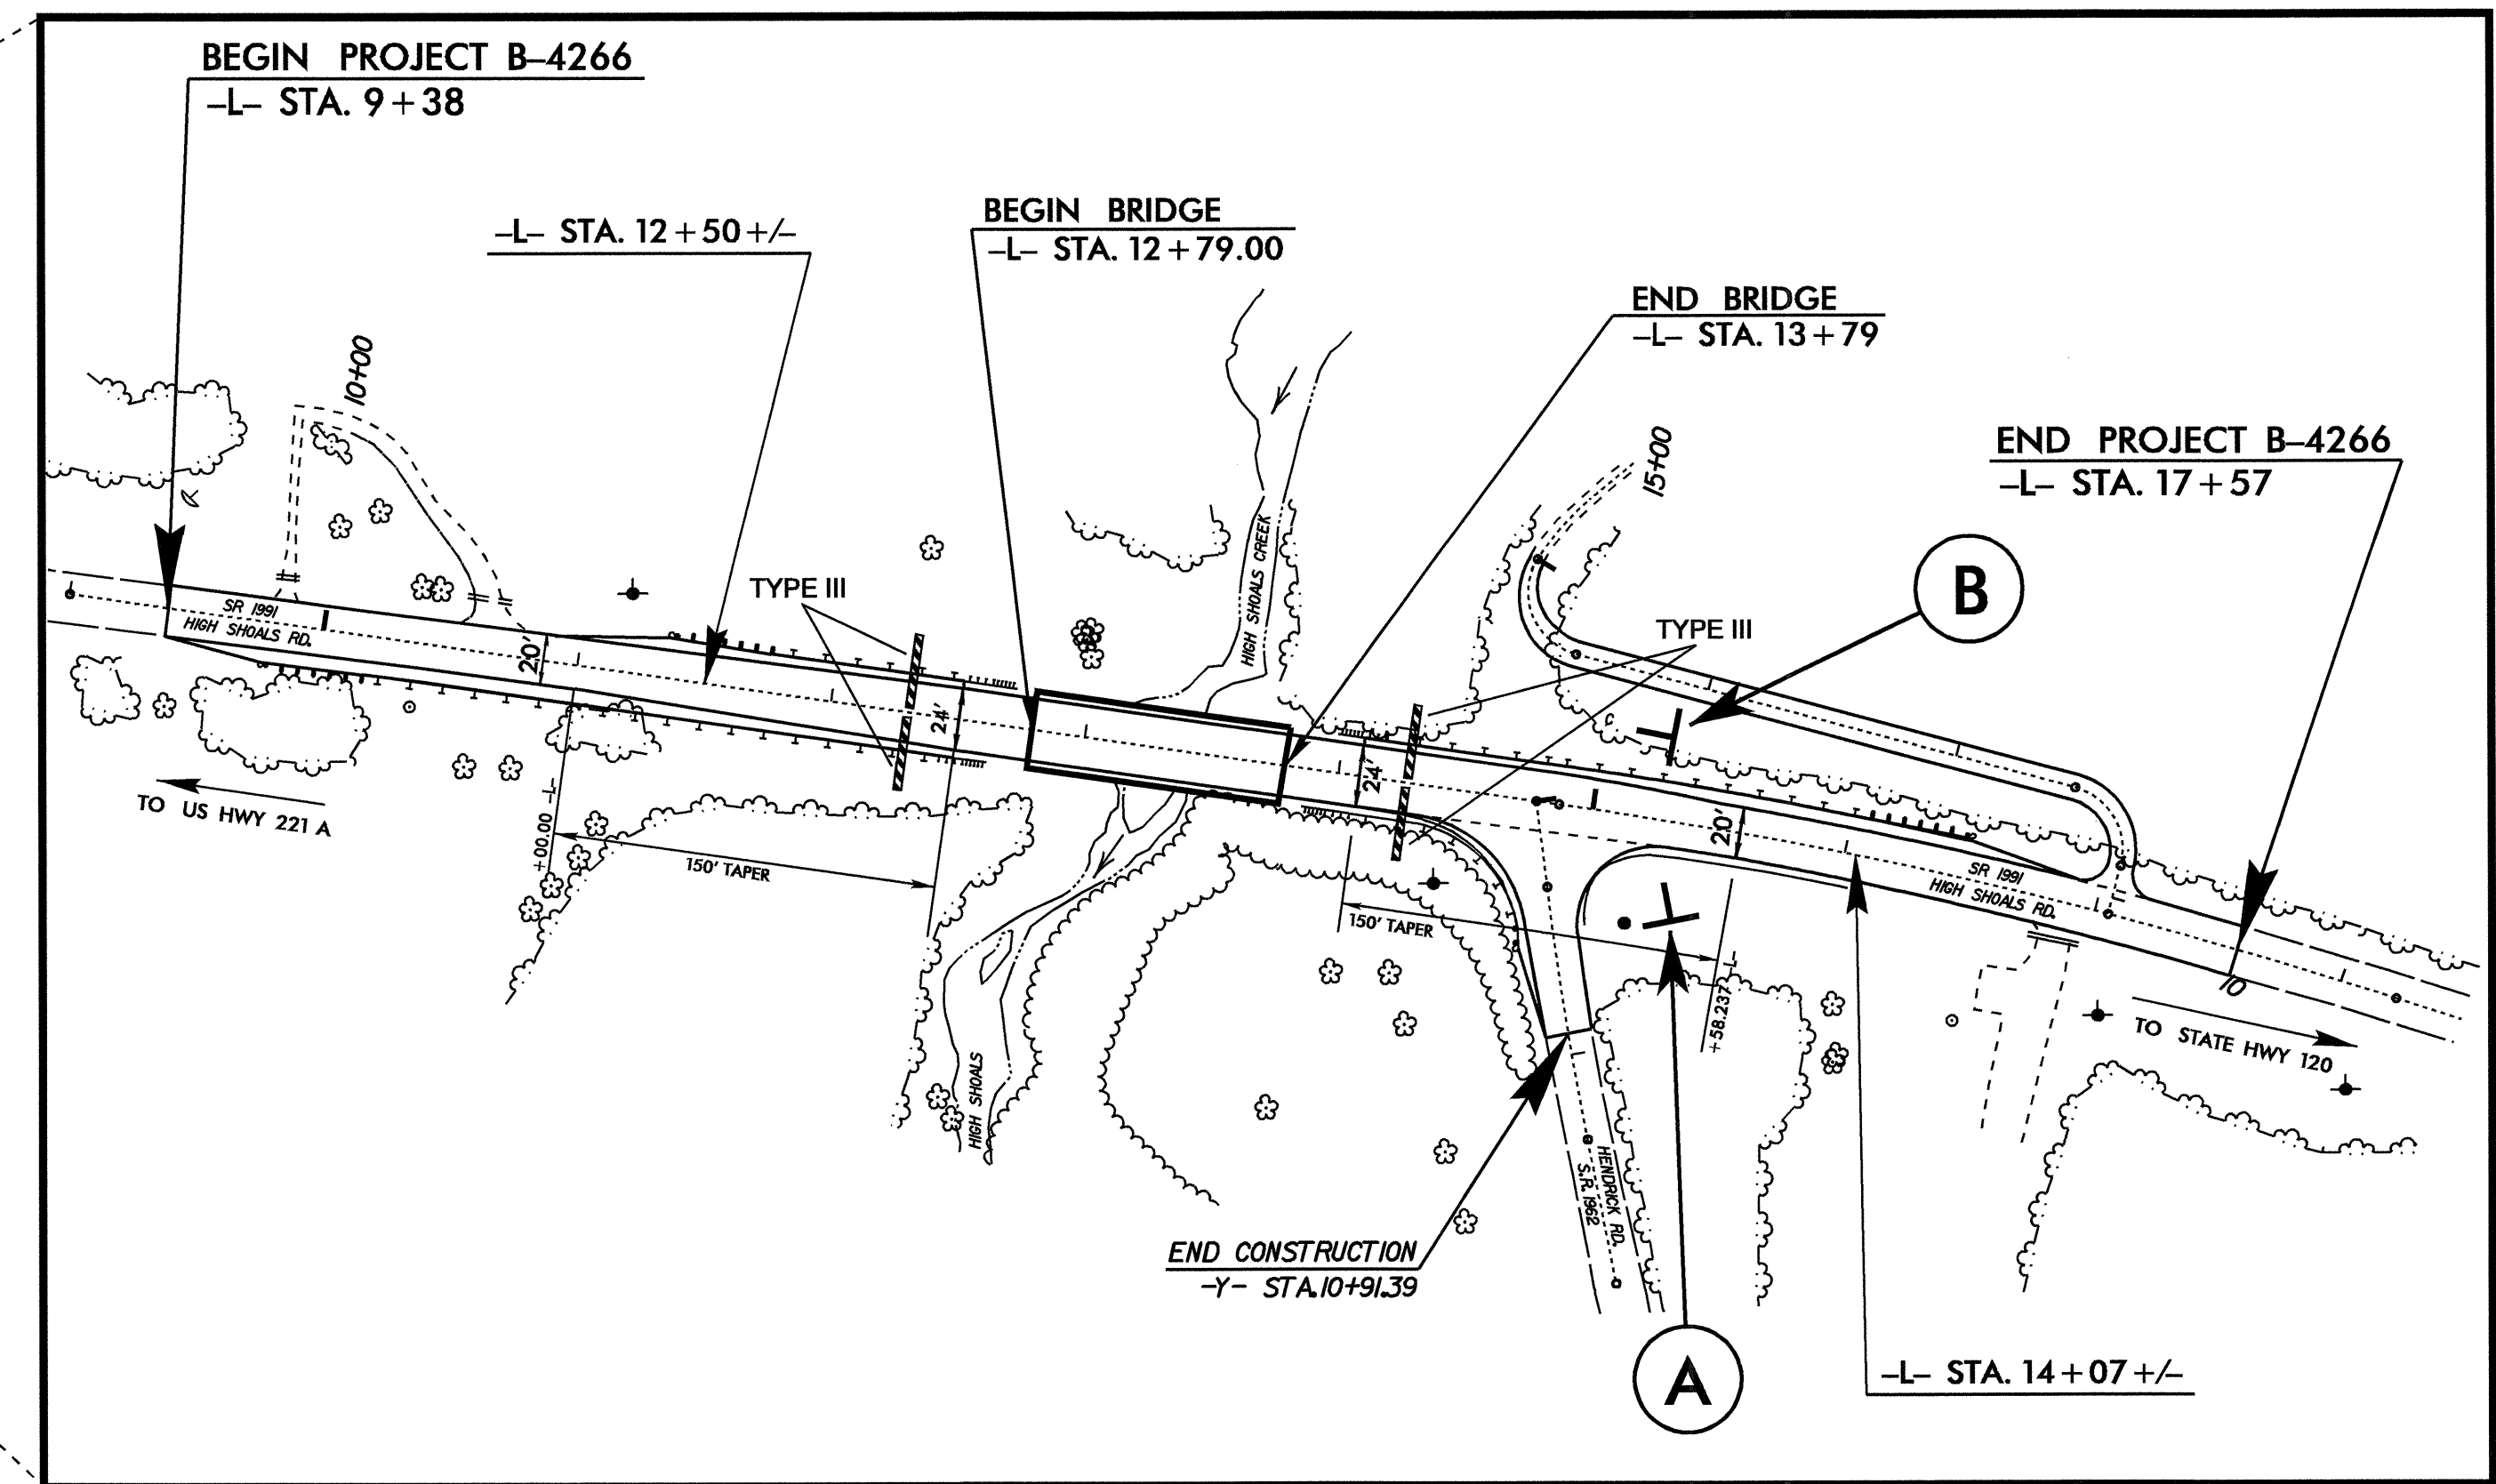 BEGIN PROJECT B-4266
-L- STA. 9+38
-L- STA. 12+50 +/-
BEGIN BRIDGE
-L- STA. 12+79.00
END BRIDGE
-L- STA. 13+79
END PROJECT B-4266
-L- STA. 17+57
10+00
15+00
B
TYPE III
TYPE III
HIGH SHOALS CREEK
SR 1991
HIGH SHOALS RD.
20'
24'
24'
20'
SR 1991
HIGH SHOALS RD.
TO US HWY 221 A
+00.00 -L-
150' TAPER
150' TAPER
+58.237 -L-
10
TO STATE HWY 120
HIGH SHOALS
HENDRICK RD.
S.R. 1962
END CONSTRUCTION
-Y- STA.10+91.39
A
-L- STA. 14+07 +/-